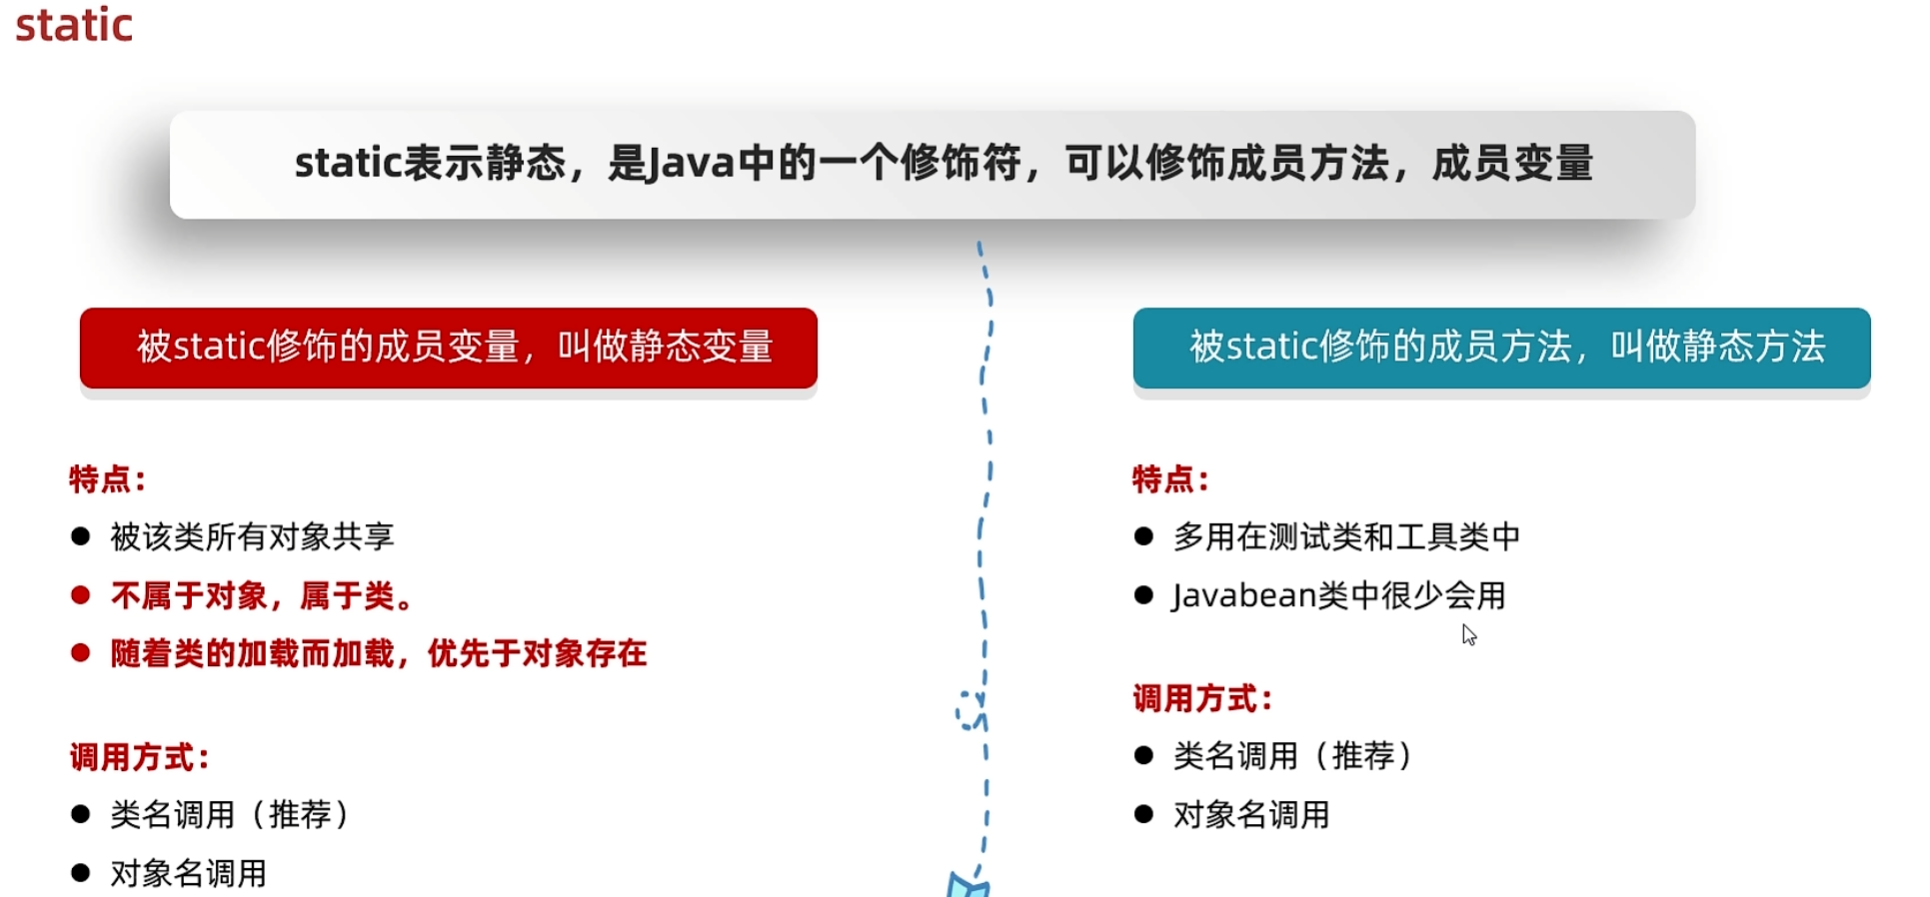 static
static表示静态，是Java中的一个修饰符，可以修饰成员方法，成员变量
被static修饰的成员变量，叫做静态变量
特点：
● 被该类所有对象共享
● 不属于对象，属于类。
● 随着类的加载而加载，优先于对象存在
调用方式：
● 类名调用（推荐）
● 对象名调用
被static修饰的成员方法，叫做静态方法
特点：
● 多用在测试类和工具类中
● Javabean类中很少会用
调用方式：
● 类名调用（推荐）
● 对象名调用